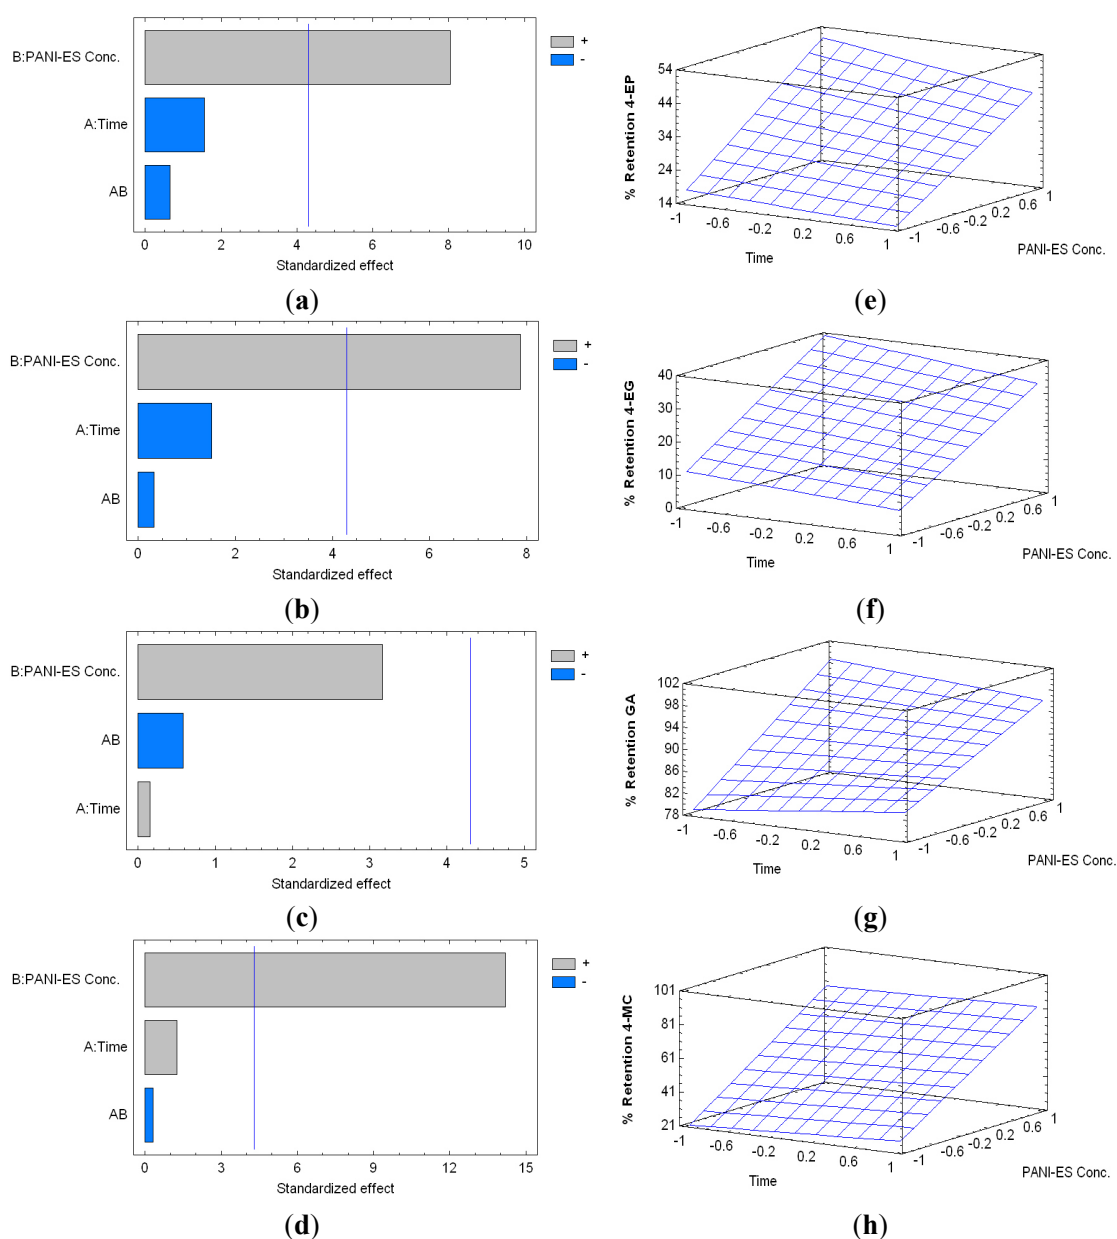 B:PANI-ES Conc.
A:Time
AB
0 2 4 6 8 10
Standardized effect
+
-
(a)
% Retention 4-EP
54
44
34
24
14
-1 -0.6 -0.2 0.2 0.6 1
Time
-1 -0.6 -0.2 0.2 0.6 1
PANI-ES Conc.
(e)
B:PANI-ES Conc.
A:Time
AB
0 2 4 6 8
Standardized effect
+
-
(b)
% Retention 4-EG
40
30
20
10
0
-1 -0.6 -0.2 0.2 0.6 1
Time
-1 -0.6 -0.2 0.2 0.6 1
PANI-ES Conc.
(f)
B:PANI-ES Conc.
AB
A:Time
0 1 2 3 4 5
Standardized effect
+
-
(c)
% Retention GA
102
98
94
90
86
82
78
-1 -0.6 -0.2 0.2 0.6 1
Time
-1 -0.6 -0.2 0.2 0.6 1
PANI-ES Conc.
(g)
B:PANI-ES Conc.
A:Time
AB
0 3 6 9 12 15
Standardized effect
+
-
(d)
% Retention 4-MC
101
81
61
41
21
-1 -0.6 -0.2 0.2 0.6 1
Time
-1 -0.6 -0.2 0.2 0.6 1
PANI-ES Conc.
(h)